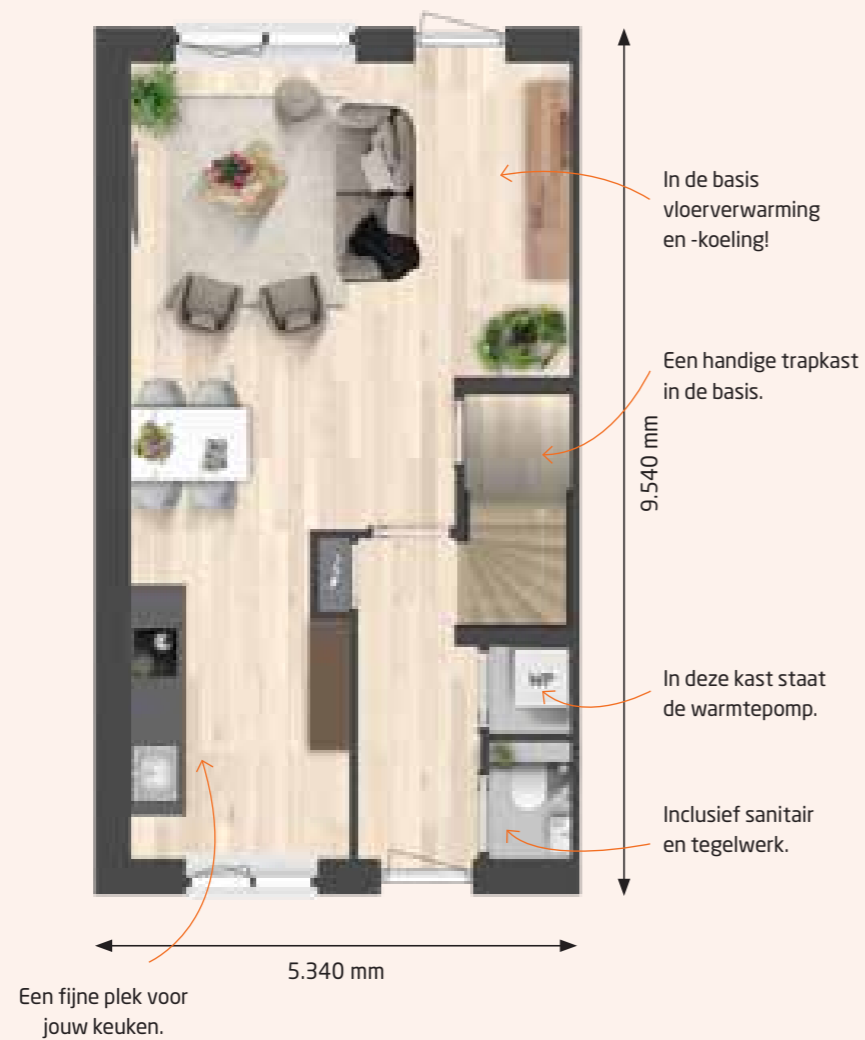 In de basis
vloerverwarming
en -koeling!
Een handige trapkast
in de basis.
9.540 mm
In deze kast staat
de warmtepomp.
WP
Inclusief sanitair
en tegelwerk.
5.340 mm
Een fijne plek voor
jouw keuken.